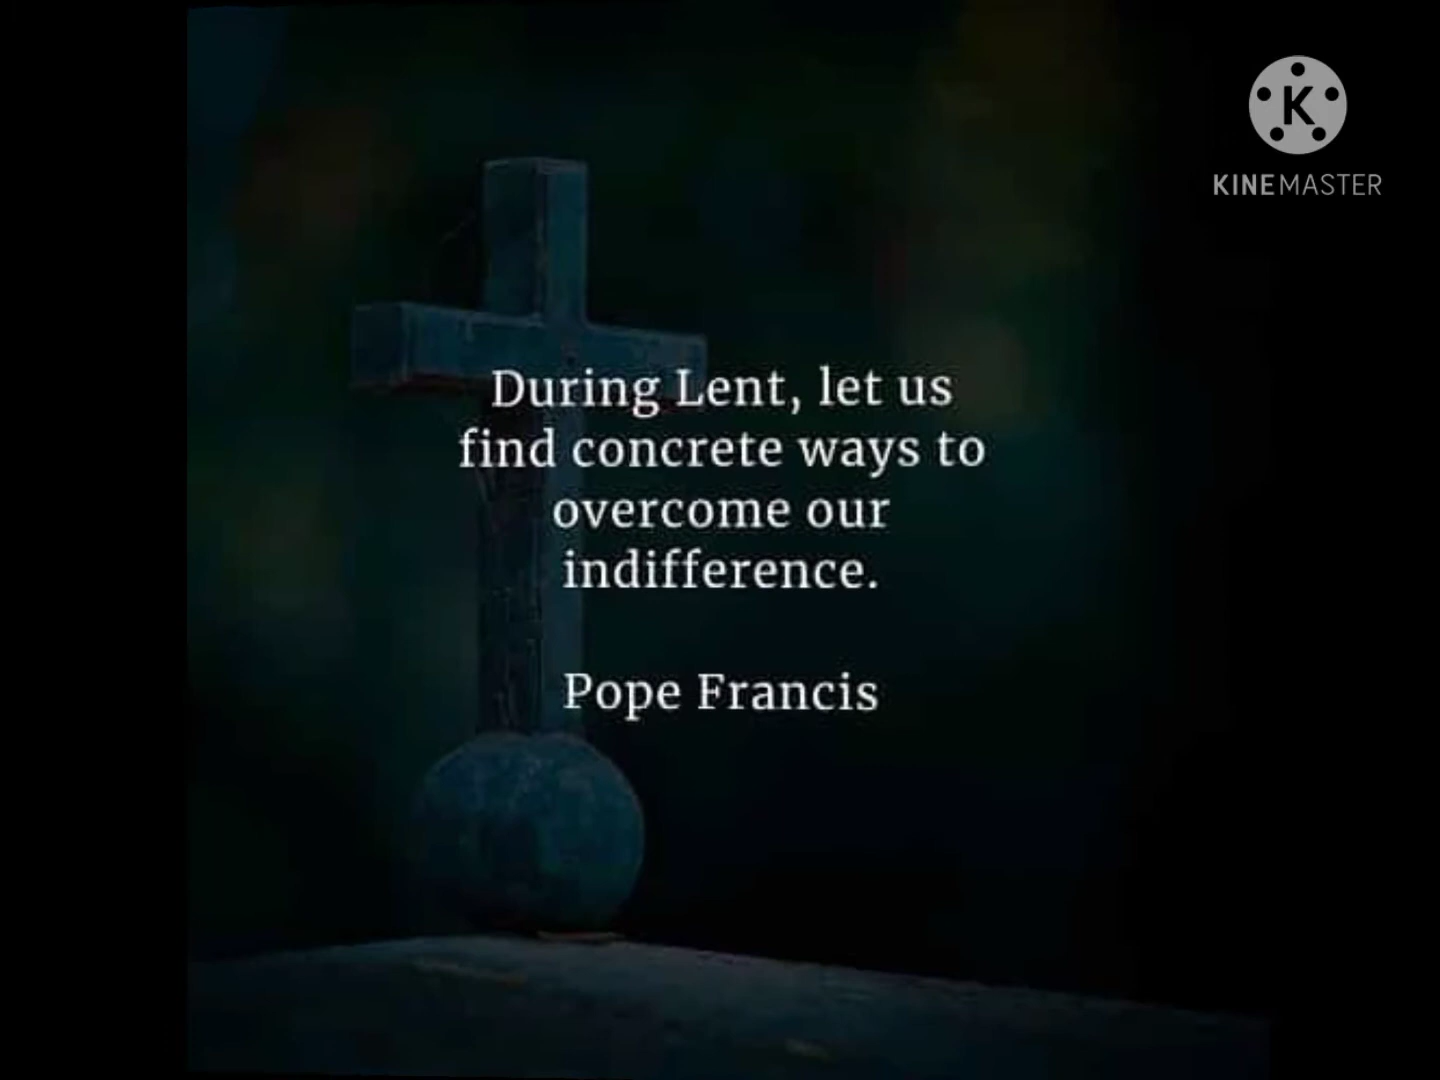 K
KINEMASTER
During Lent, let us
find concrete ways to
overcome our
indifference.
Pope Francis